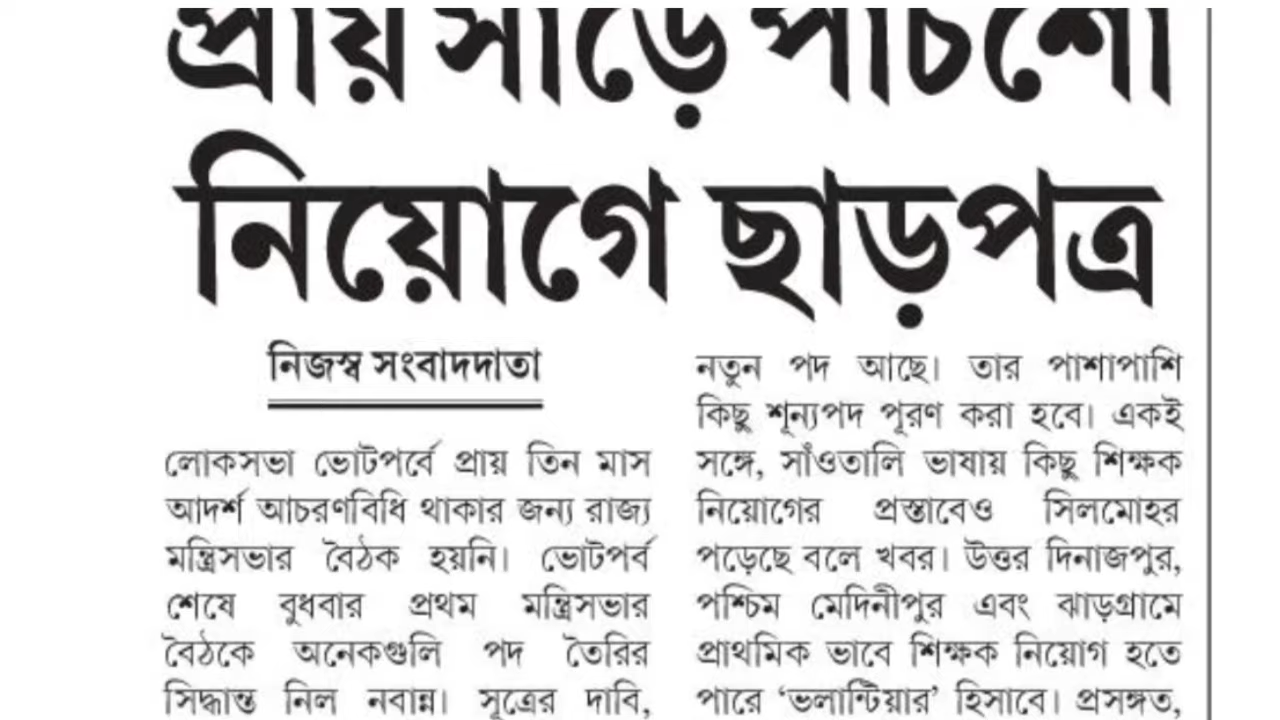 প্রায় সাড়ে পাঁচশো
নিয়োগে ছাড়পত্র
নিজস্ব সংবাদদাতা
লোকসভা ভোটপর্বে প্রায় তিন মাস
আদর্শ আচরণবিধি থাকার জন্য রাজ্য
মন্ত্রিসভার বৈঠক হয়নি। ভোটপর্ব
শেষে বুধবার প্রথম মন্ত্রিসভার
বৈঠকে অনেকগুলি পদ তৈরির
সিদ্ধান্ত নিল নবান্ন। সূত্রের দাবি,
নতুন পদ আছে। তার পাশাপাশি
কিছু শূন্যপদ পূরণ করা হবে। একই
সঙ্গে, সাঁওতালি ভাষায় কিছু শিক্ষক
নিয়োগের প্রস্তাবেও সিলমোহর
পড়েছে বলে খবর। উত্তর দিনাজপুর,
পশ্চিম মেদিনীপুর এবং ঝাড়গ্রামে
প্রাথমিক ভাবে শিক্ষক নিয়োগ হতে
পারে ‘ভলান্টিয়ার’ হিসাবে। প্রসঙ্গত,